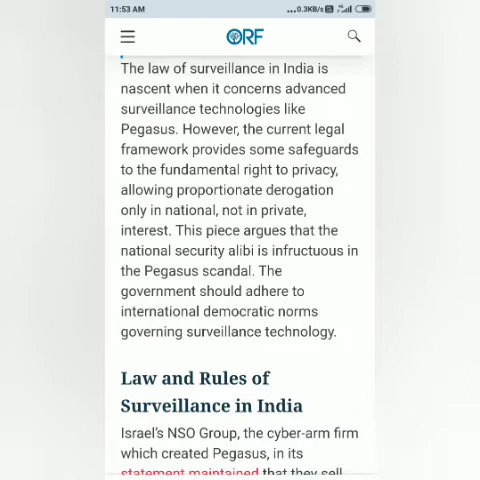 11:53 AM
...0.3KB/s
ORF
The law of surveillance in India is
nascent when it concerns advanced
surveillance technologies like
Pegasus. However, the current legal
framework provides some safeguards
to the fundamental right to privacy,
allowing proportionate derogation
only in national, not in private,
interest. This piece argues that the
national security alibi is infructuous in
the Pegasus scandal. The
government should adhere to
international democratic norms
governing surveillance technology.
Law and Rules of
Surveillance in India
Israel's NSO Group, the cyber-arm firm
which created Pegasus, in its
statement maintained that they sell